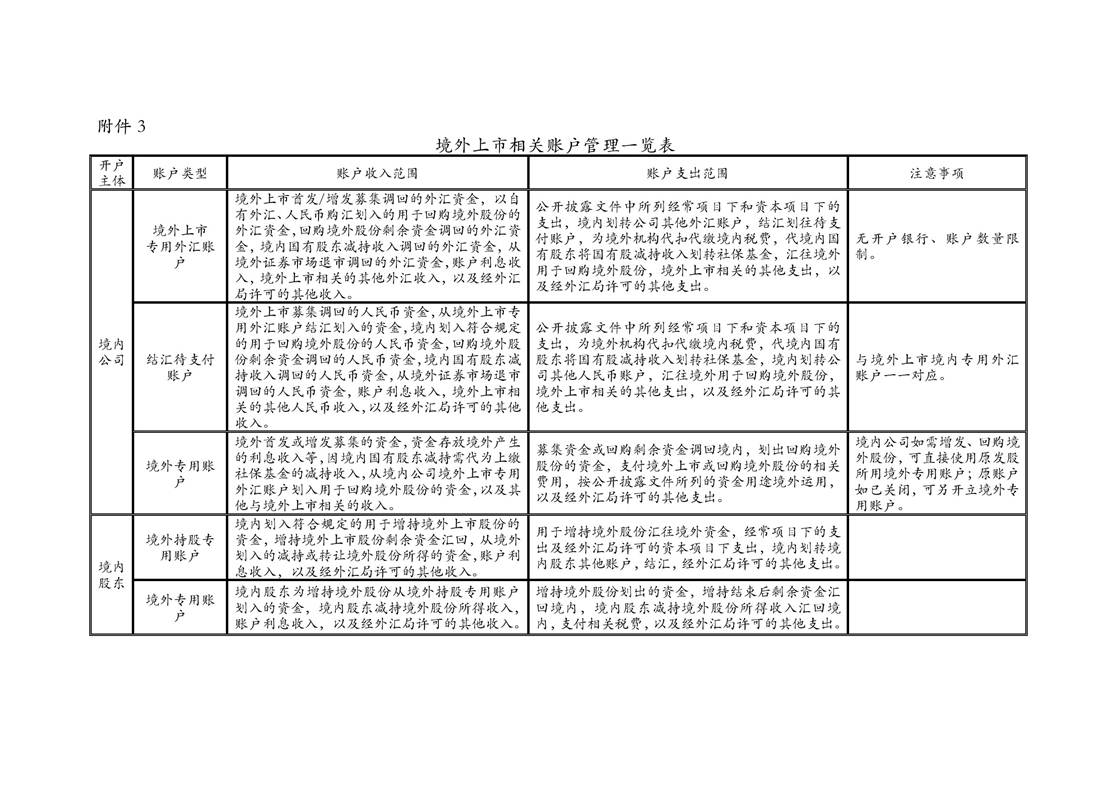 附件 3
境外上市相关账户管理一览表
开户
主体
账户类型
账户收入范围
账户支出范围
注意事项
境内
公司
境外上市
专用外汇账
户
境外上市首发/增发募集调回的外汇资金，以自
有外汇、人民币购汇划入的用于回购境外股份的
外汇资金，回购境外股份剩余资金调回的外汇资
金，境内国有股东减持收入调回的外汇资金，从
境外证券市场退市调回的外汇资金，账户利息收
入，境外上市相关的其他外汇收入，以及经外汇
局许可的其他收入。
公开披露文件中所列经常项目下和资本项目下的
支出，境内划转公司其他外汇账户，结汇划往待支
付账户，为境外机构代扣代缴境内税费，代境内国
有股东将国有股减持收入划转社保基金，汇往境外
用于回购境外股份，境外上市相关的其他支出，以
及经外汇局许可的其他支出。
无开户银行、账户数量限
制。
结汇待支付
账户
境外上市募集调回的人民币资金，从境外上市专
用外汇账户结汇划入的资金，境内划入符合规定
的用于回购境外股份的人民币资金，回购境外股
份剩余资金调回的人民币资金，境内国有股东减
持收入调回的人民币资金，从境外证券市场退市
调回的人民币资金，账户利息收入，境外上市相
关的其他人民币收入，以及经外汇局许可的其他
收入。
公开披露文件中所列经常项目下和资本项目下的
支出，为境外机构代扣代缴境内税费，代境内国有
股东将国有股减持收入划转社保基金，境内划转公
司其他人民币账户，汇往境外用于回购境外股份，
境外上市相关的其他支出，以及经外汇局许可的其
他支出。
与境外上市境内专用外汇
账户一一对应。
境外专用账
户
境外首发或增发募集的资金，资金存放境外产生
的利息收入等，因境内国有股东减持需代为上缴
社保基金的减持收入，从境内公司境外上市专用
外汇账户划入用于回购境外股份的资金，以及其
他与境外上市相关的收入。
募集资金或回购剩余资金调回境内，划出回购境外
股份的资金，支付境外上市或回购境外股份的相关
费用，按公开披露文件所列的资金用途境外运用，
以及经外汇局许可的其他支出。
境内公司如需增发、回购境
外股份，可直接使用原发股
所用境外专用账户；原账户
如已关闭，可另开立境外专
用账户。
境内
股东
境外持股专
用账户
境内划入符合规定的用于增持境外上市股份的
资金，增持境外上市股份剩余资金汇回，从境外
划入的减持或转让境外股份所得的资金，账户利
息收入，以及经外汇局许可的其他收入。
用于增持境外股份汇往境外资金，经常项目下的支
出及经外汇局许可的资本项目下支出，境内划转境
内股东其他账户，结汇，经外汇局许可的其他支出。
境外专用账
户
境内股东为增持境外股份从境外持股专用账户
划入的资金，境内股东减持境外股份所得收入，
账户利息收入，以及经外汇局许可的其他收入。
增持境外股份划出的资金，增持结束后剩余资金汇
回境内，境内股东减持境外股份所得收入汇回境
内，支付相关税费，以及经外汇局许可的其他支出。